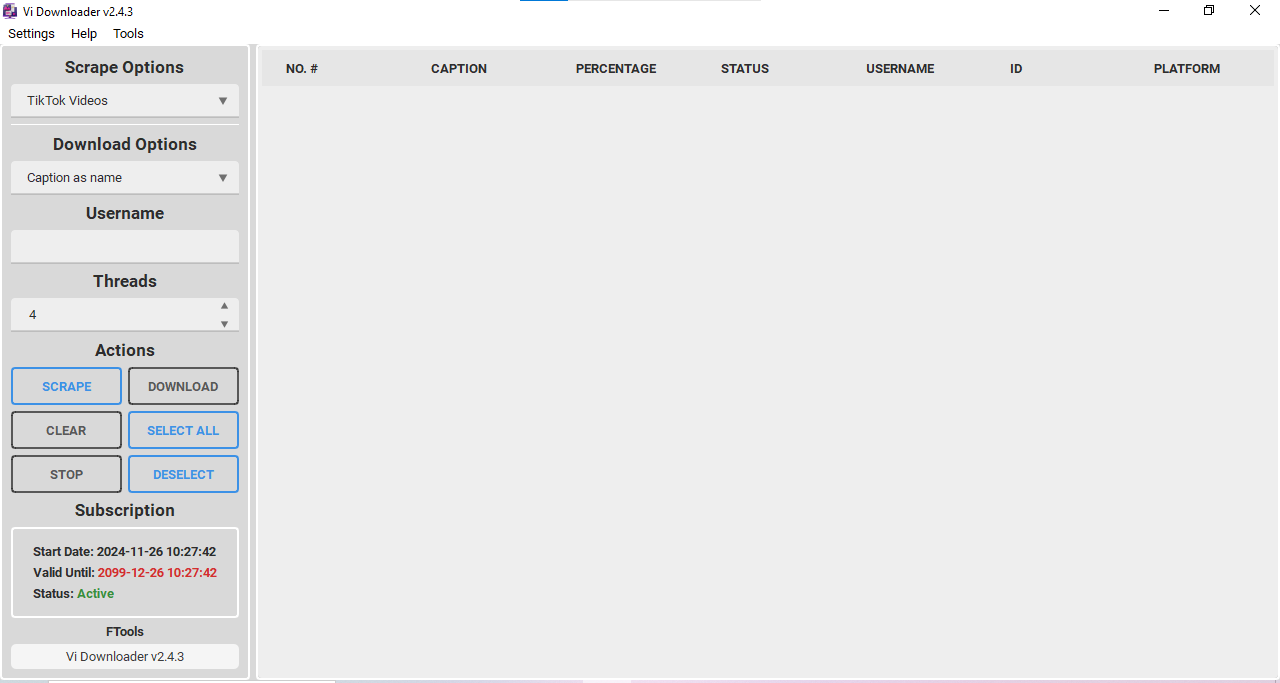 Vi Downloader v2.4.3
Settings Help Tools
Scrape Options
TikTok Videos
Download Options
Caption as name
Username
Threads
4
Actions
SCRAPE DOWNLOAD
CLEAR SELECT ALL
STOP DESELECT
Subscription
Start Date: 2024-11-26 10:27:42
Valid Until: 2099-12-26 10:27:42
Status: Active
FTools
Vi Downloader v2.4.3
NO. # CAPTION PERCENTAGE STATUS USERNAME ID PLATFORM